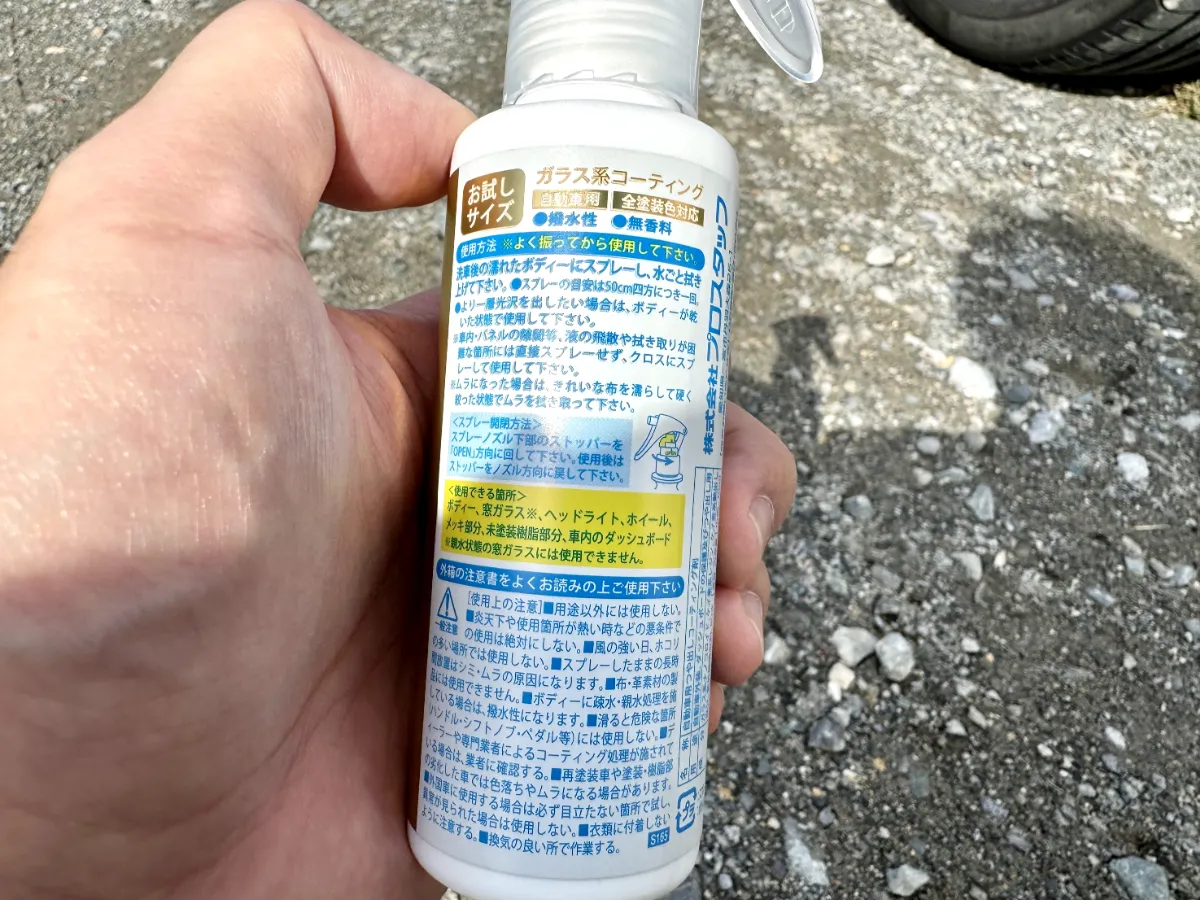 お試し
サイズ
ガラス系コーティング
自動車用 全塗装色対応
●撥水性 ●無香料
使用方法 ※よく振ってから使用して下さい。
洗車後の濡れたボディーにスプレーし、水ごと拭き
上げて下さい。●スプレーの目安は50cm四方につき一回。
●より一層光沢を出したい場合は、ボディーが乾
いた状態で使用して下さい。
※車内・パネルの隙間等、液の飛散や拭き取りが困
難な箇所には直接スプレーせず、クロスにスプ
レーして使用して下さい。
※ムラになった場合は、きれいな布を濡らして硬く
絞った状態でムラを拭き取って下さい。
<スプレー開閉方法>
スプレーノズル下部のストッパーを
「OPEN」方向に回して下さい。使用後は
ストッパーをノズル方向に戻して下さい。
<使用できる箇所>
ボディー、窓ガラス※、ヘッドライト、ホイール、
メッキ部分、未塗装樹脂部分、車内のダッシュボード
※親水状態の窓ガラスには使用できません。
外箱の注意書をよくお読みの上ご使用下さい
一般注意
[使用上の注意]■用途以外には使用しない。
■炎天下や使用箇所が熱い時などの悪条件で
の使用は絶対にしない。■風の強い日、ホコリ
の多い場所では使用しない。■スプレーしたままの長時
間放置はシミ・ムラの原因になります。■布・革素材の製
品には使用できません。■ボディーに疎水・親水処理を施
している場合は、撥水性になります。■滑ると危険な箇所
(ハンドル・シフトノブ・ペダル等)には使用しない。■デ
ィーラーや専門業者によるコーティング処理が施されて
いる場合は、業者に確認する。■再塗装車や塗装・樹脂部
の劣化した車では色落ちやムラになる場合があります。
■外国車に使用する場合は必ず目立たない箇所で試し、
異常が見られた場合は使用しない。■衣類に付着しない
ように注意する。■換気の良い所で作業する。
S165
株式会社プロスタッフ
自動車用つや出しコーティング剤
プラ